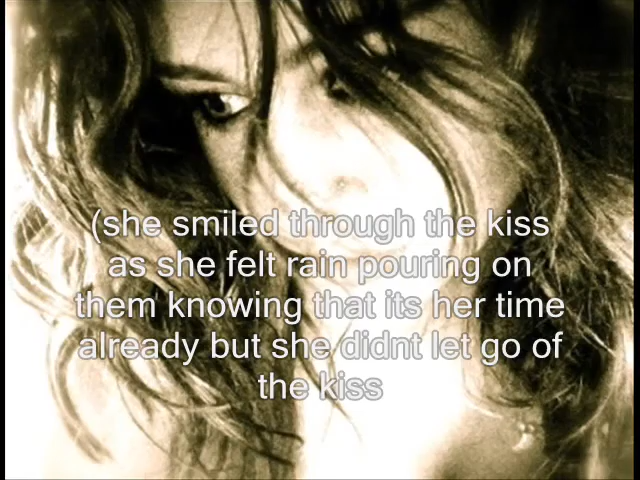 (she smiled through the kiss
as she felt rain pouring on
them knowing that its her time
already but she didnt let go of
the kiss